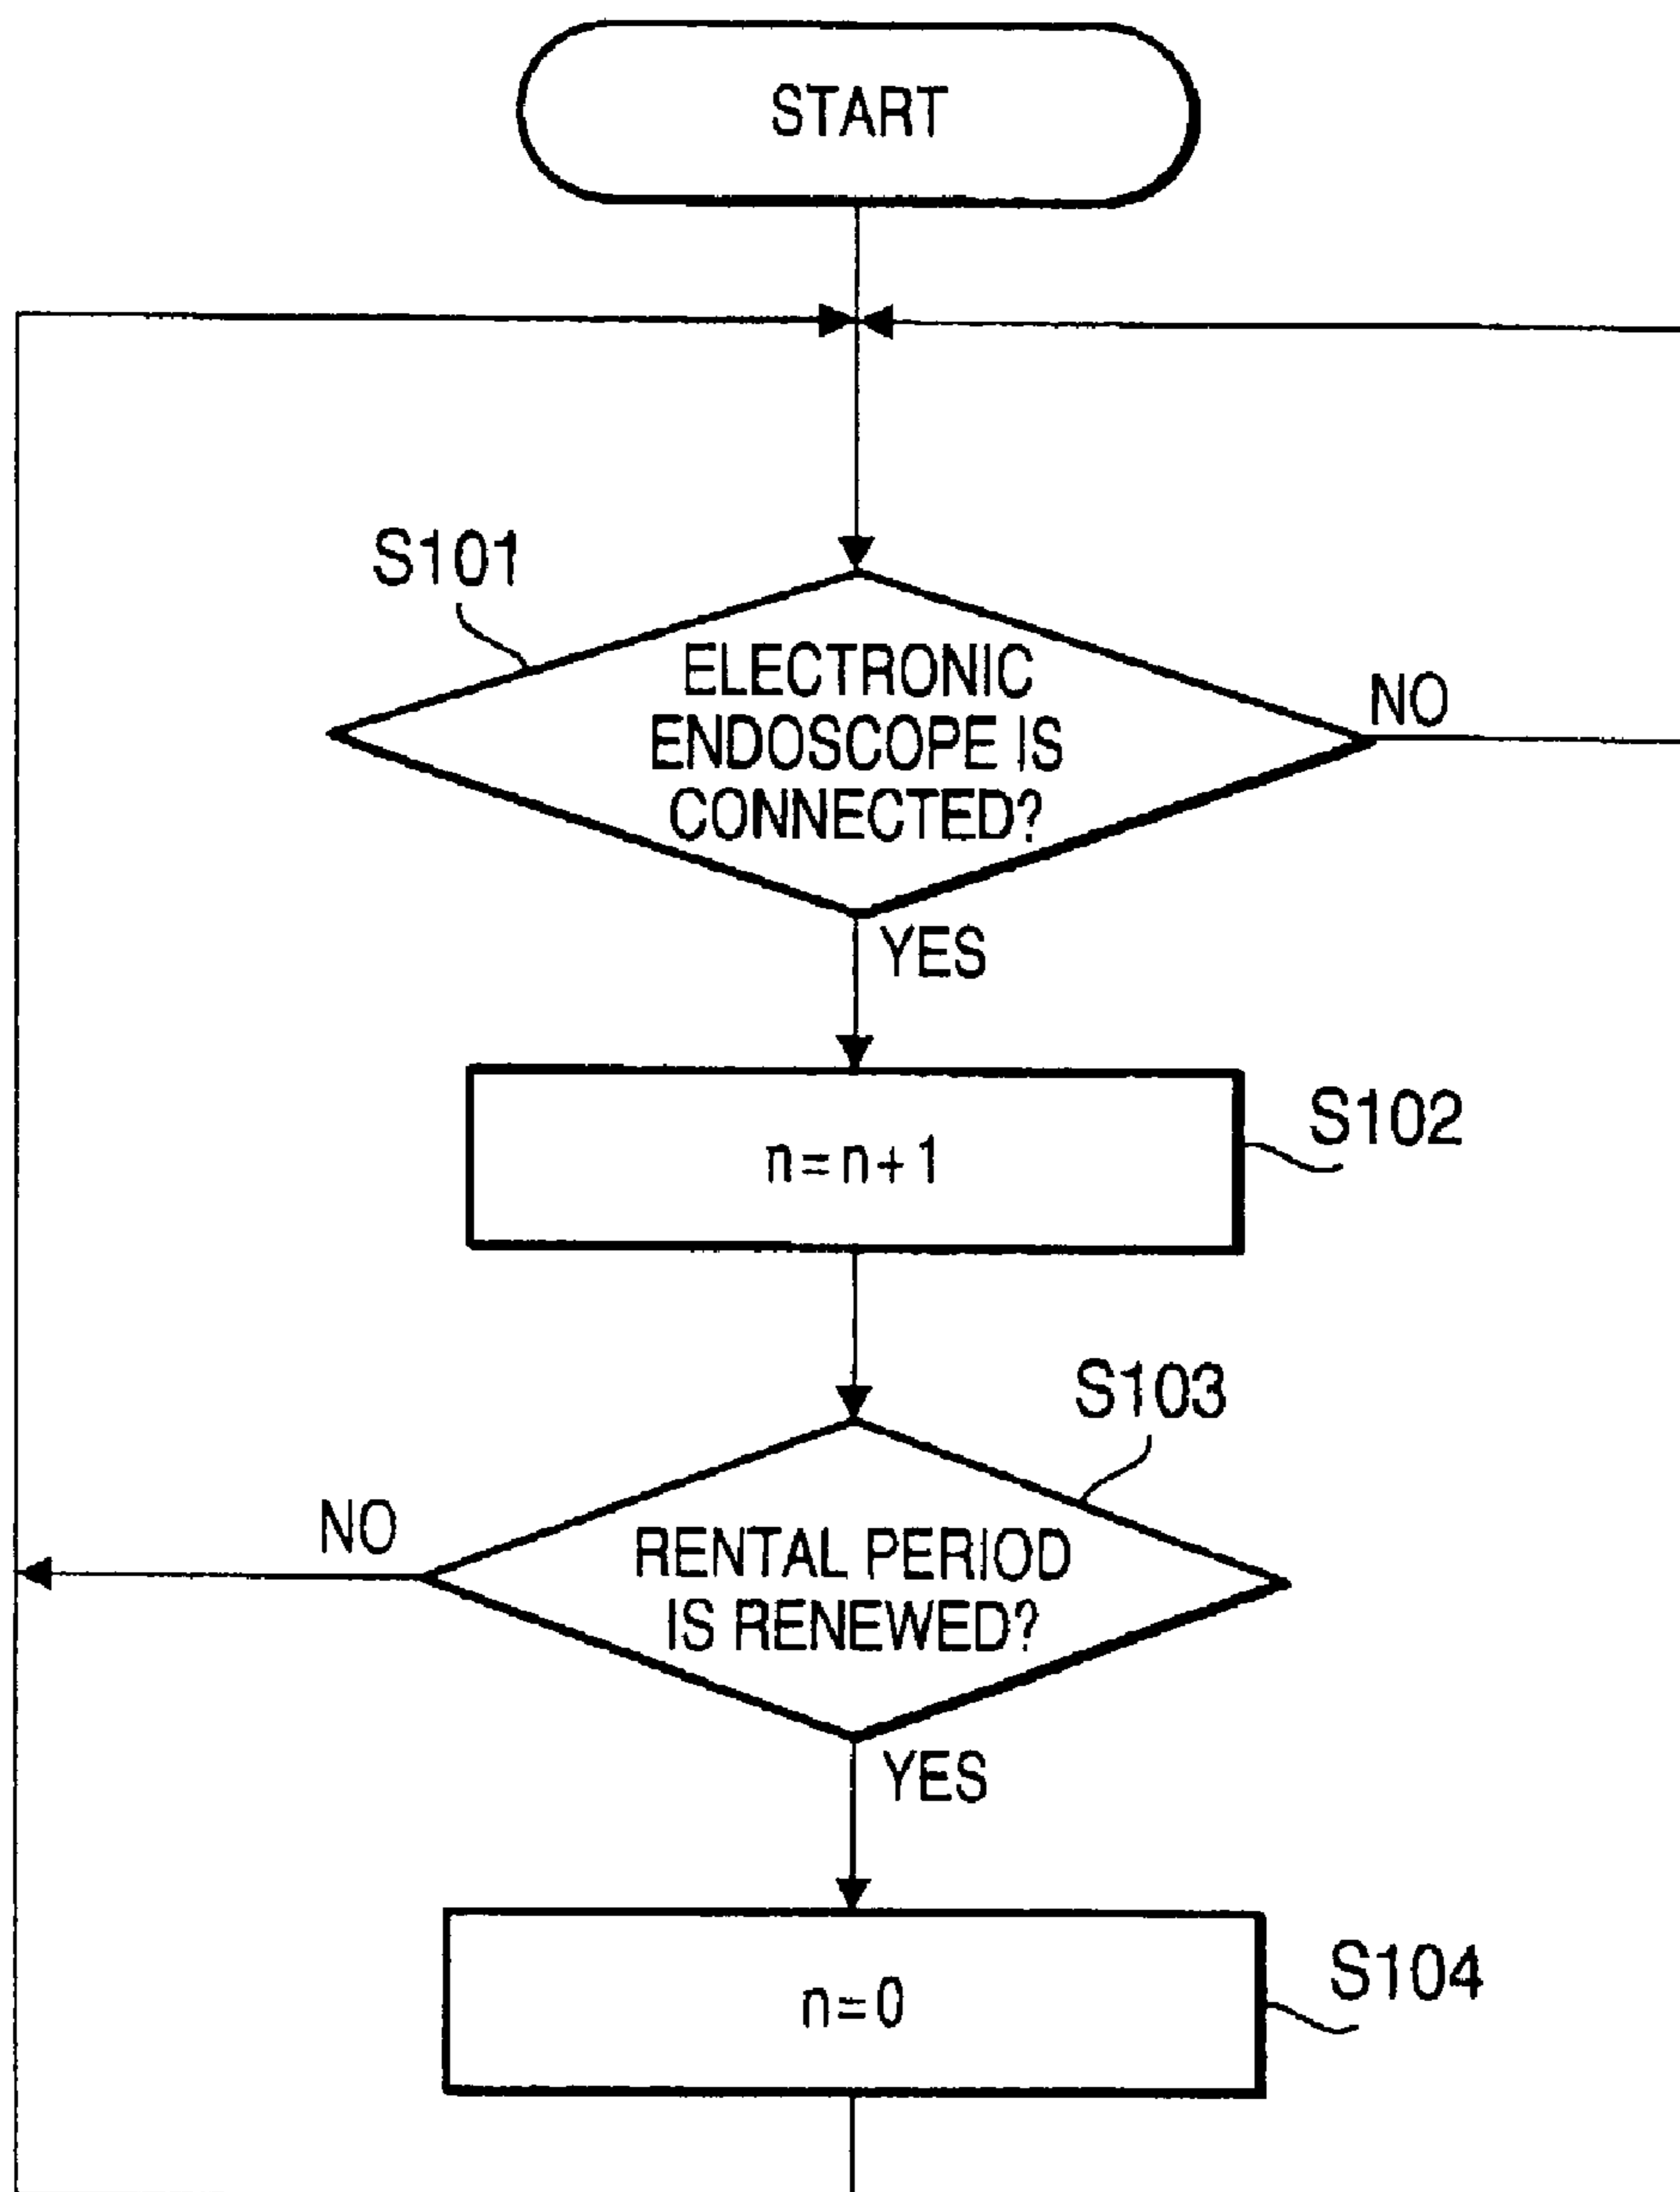 START
S101
ELECTRONIC
ENDOSCOPE IS
CONNECTED?
NO
YES
n=n+1
S102
S103
RENTAL PERIOD
IS RENEWED?
NO
YES
n=0
S104